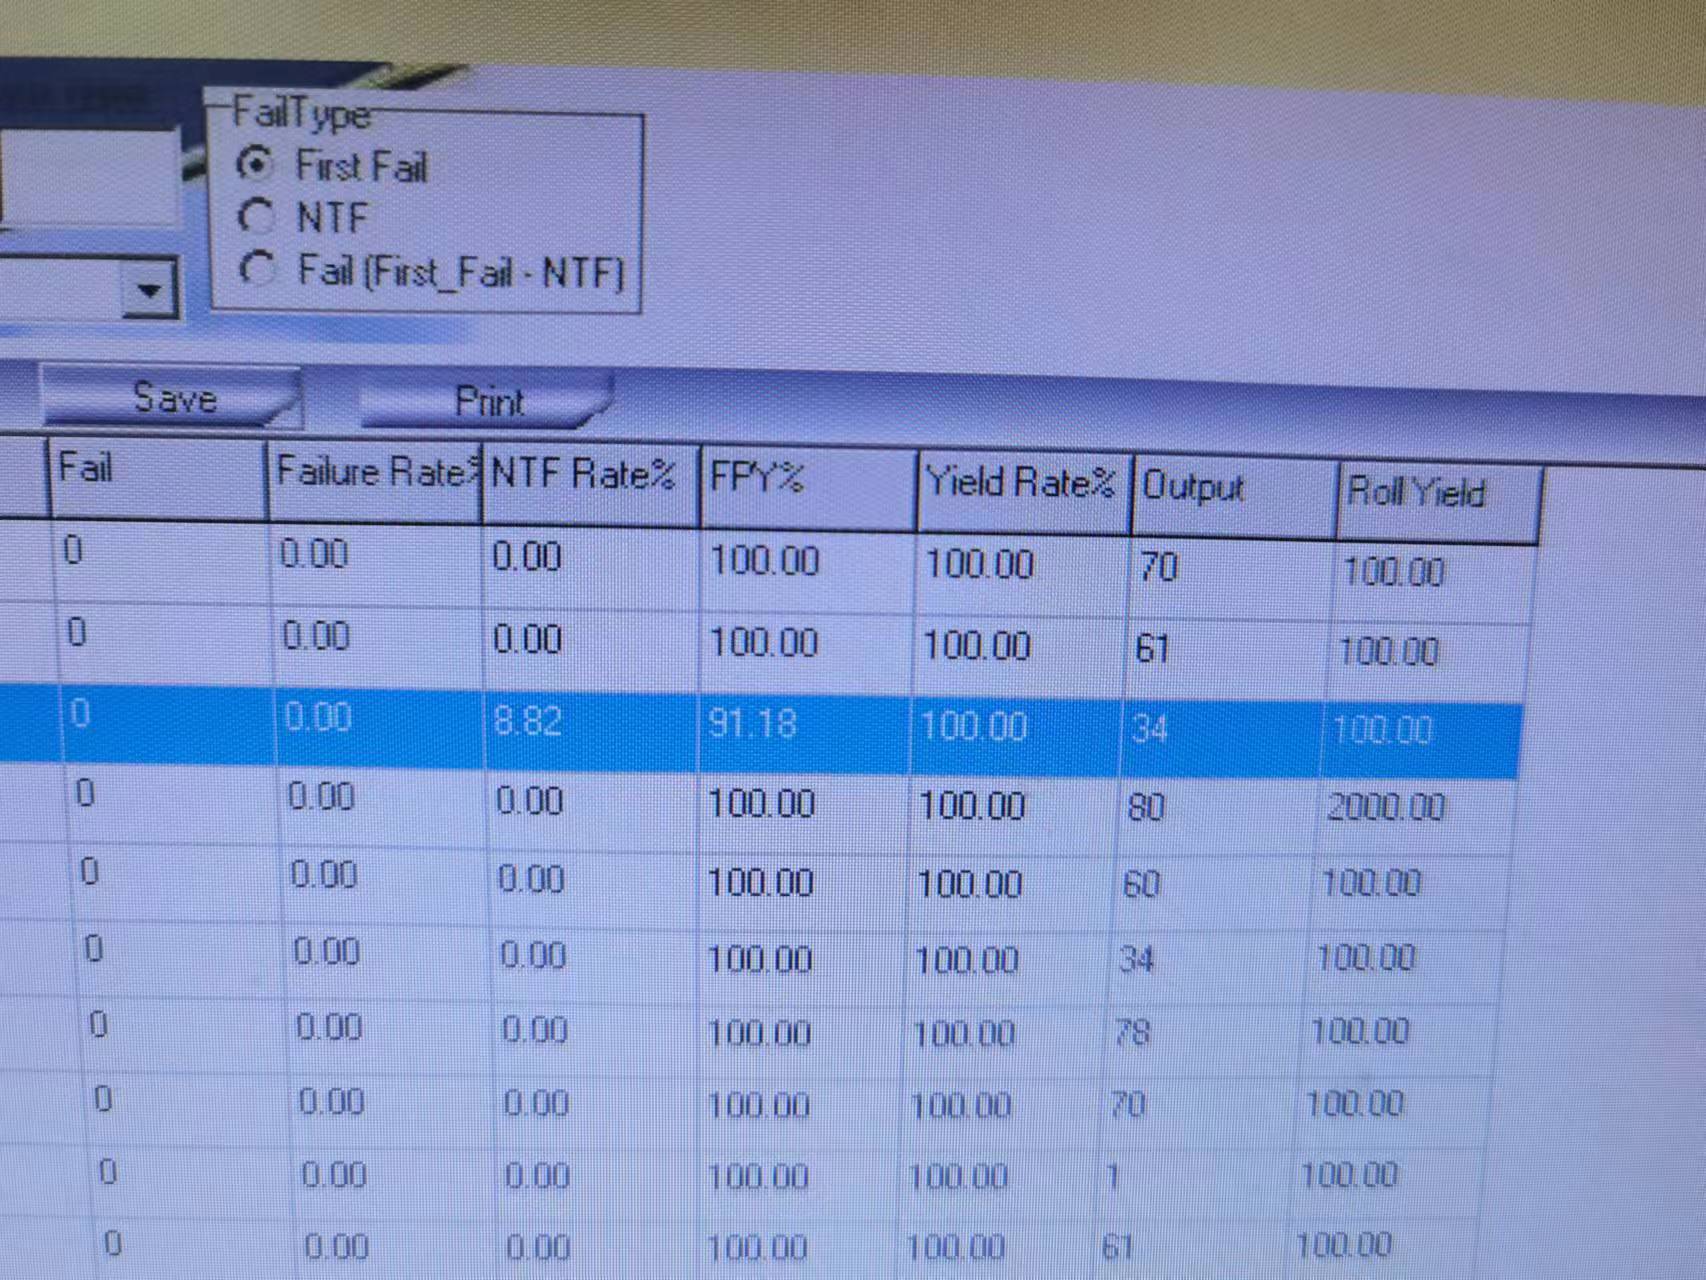 FailType
First Fail
NTF
Fail (First_Fail - NTF)
Save Print
Fail Failure Rate% NTF Rate% FPY% Yield Rate% Output Roll Yield
0 0.00 0.00 100.00 100.00 70 100.00
0 0.00 0.00 100.00 100.00 61 100.00
0 0.00 8.82 91.18 100.00 34 100.00
0 0.00 0.00 100.00 100.00 80 2000.00
0 0.00 0.00 100.00 100.00 60 100.00
0 0.00 0.00 100.00 100.00 34 100.00
0 0.00 0.00 100.00 100.00 78 100.00
0 0.00 0.00 100.00 100.00 70 100.00
0 0.00 0.00 100.00 100.00 1 100.00
0 0.00 0.00 100.00 100.00 61 100.00